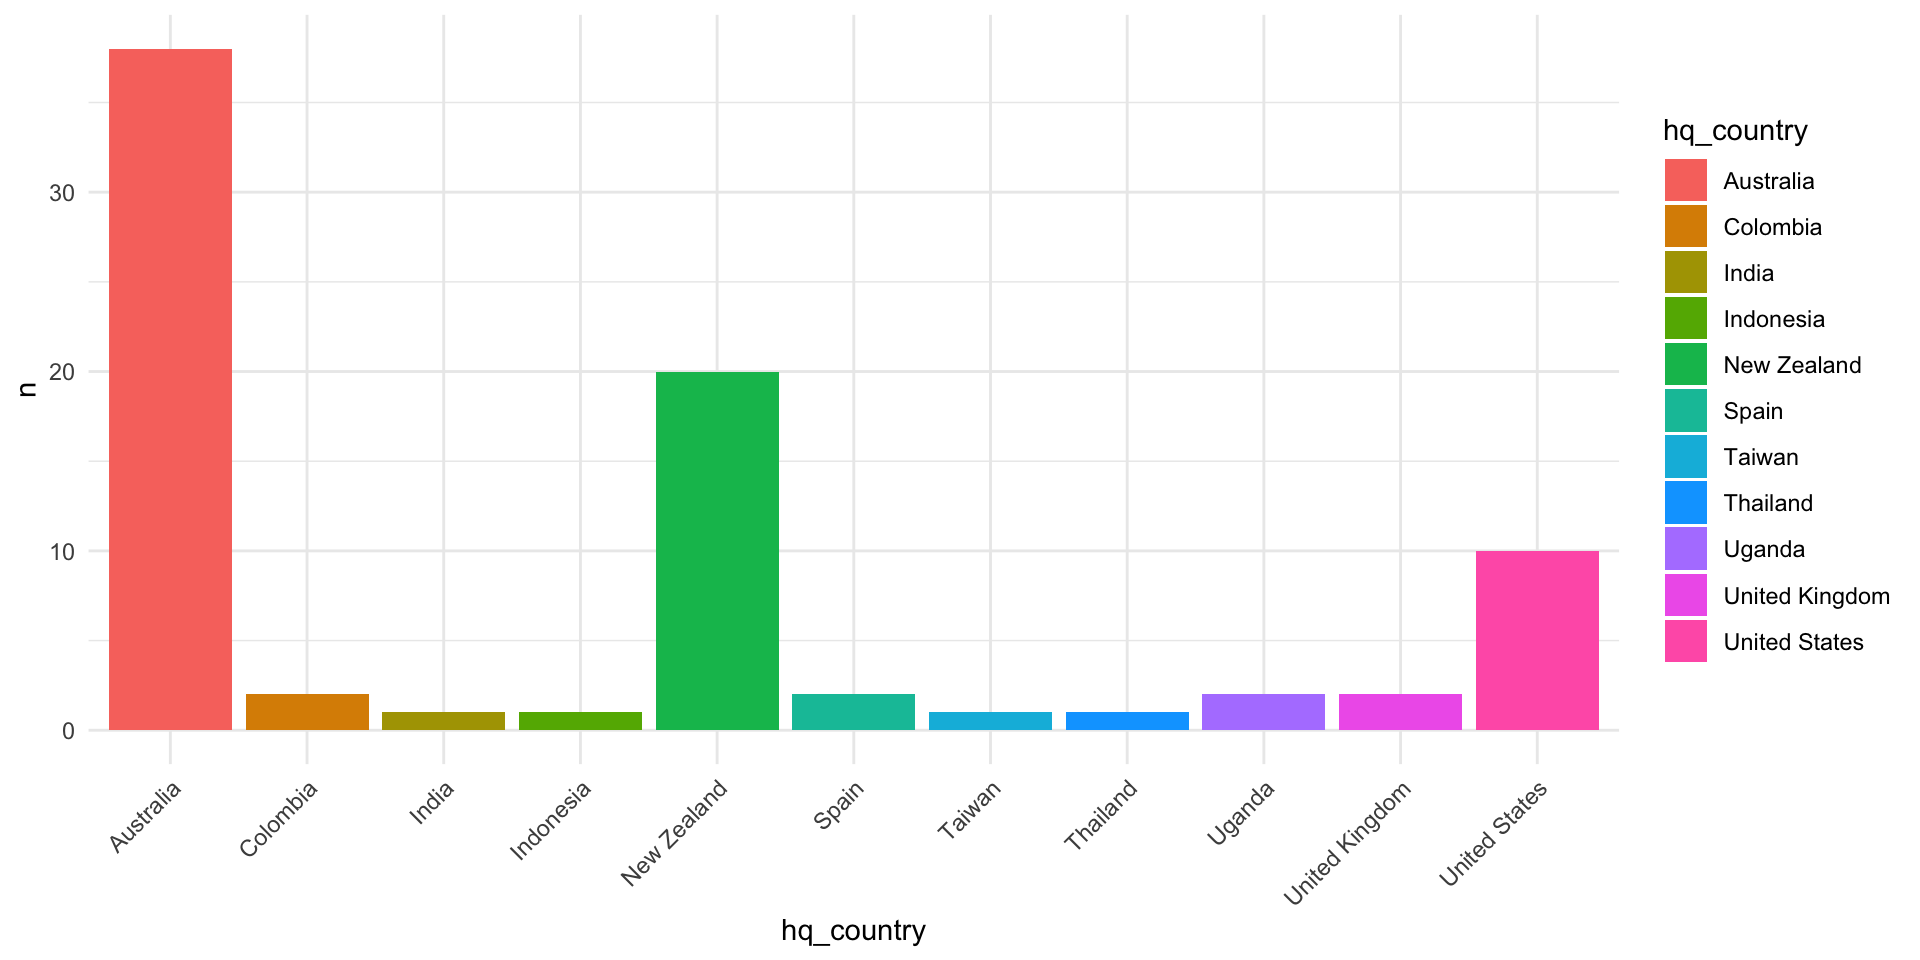 n
30
20
10
0
Australia
Colombia
India
Indonesia
New Zealand
Spain
Taiwan
Thailand
Uganda
United Kingdom
United States
hq_country
hq_country
Australia
Colombia
India
Indonesia
New Zealand
Spain
Taiwan
Thailand
Uganda
United Kingdom
United States